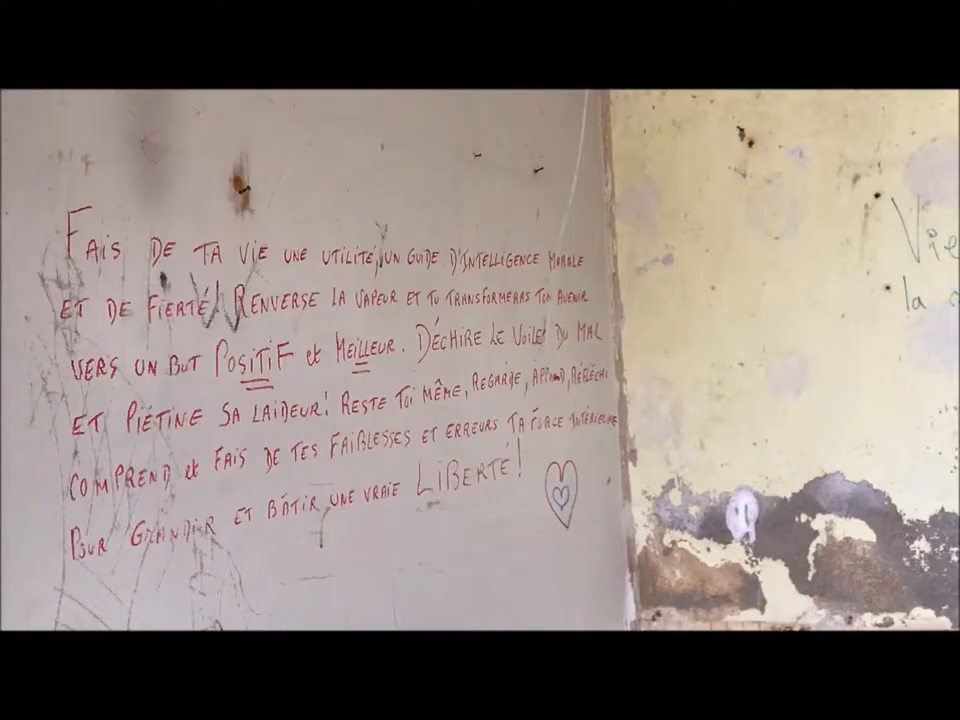 FAIS DE TA VIE UNE UTILITÉ, UN GUIDE D'INTELLIGENCE MORALE
ET DE FIERTÉ! RENVERSE LA VAPEUR ET TU TRANSFORMERAS TON AVENIR
VERS UN BUT POSITIF et MEILLEUR. DÉCHIRE LE VOILE DU MAL
ET PIÉTINE SA LAIDEUR! RESTE TOI MÊME, REGARDE, APPREND, RÉFLÉCHI
COMPREND et FAIS DE TES FAIBLESSES ET ERREURS TA FORCE INTÉRIEURE
POUR GRANDIR ET BÂTIR UNE VRAIE LIBERTÉ!
Vie
la